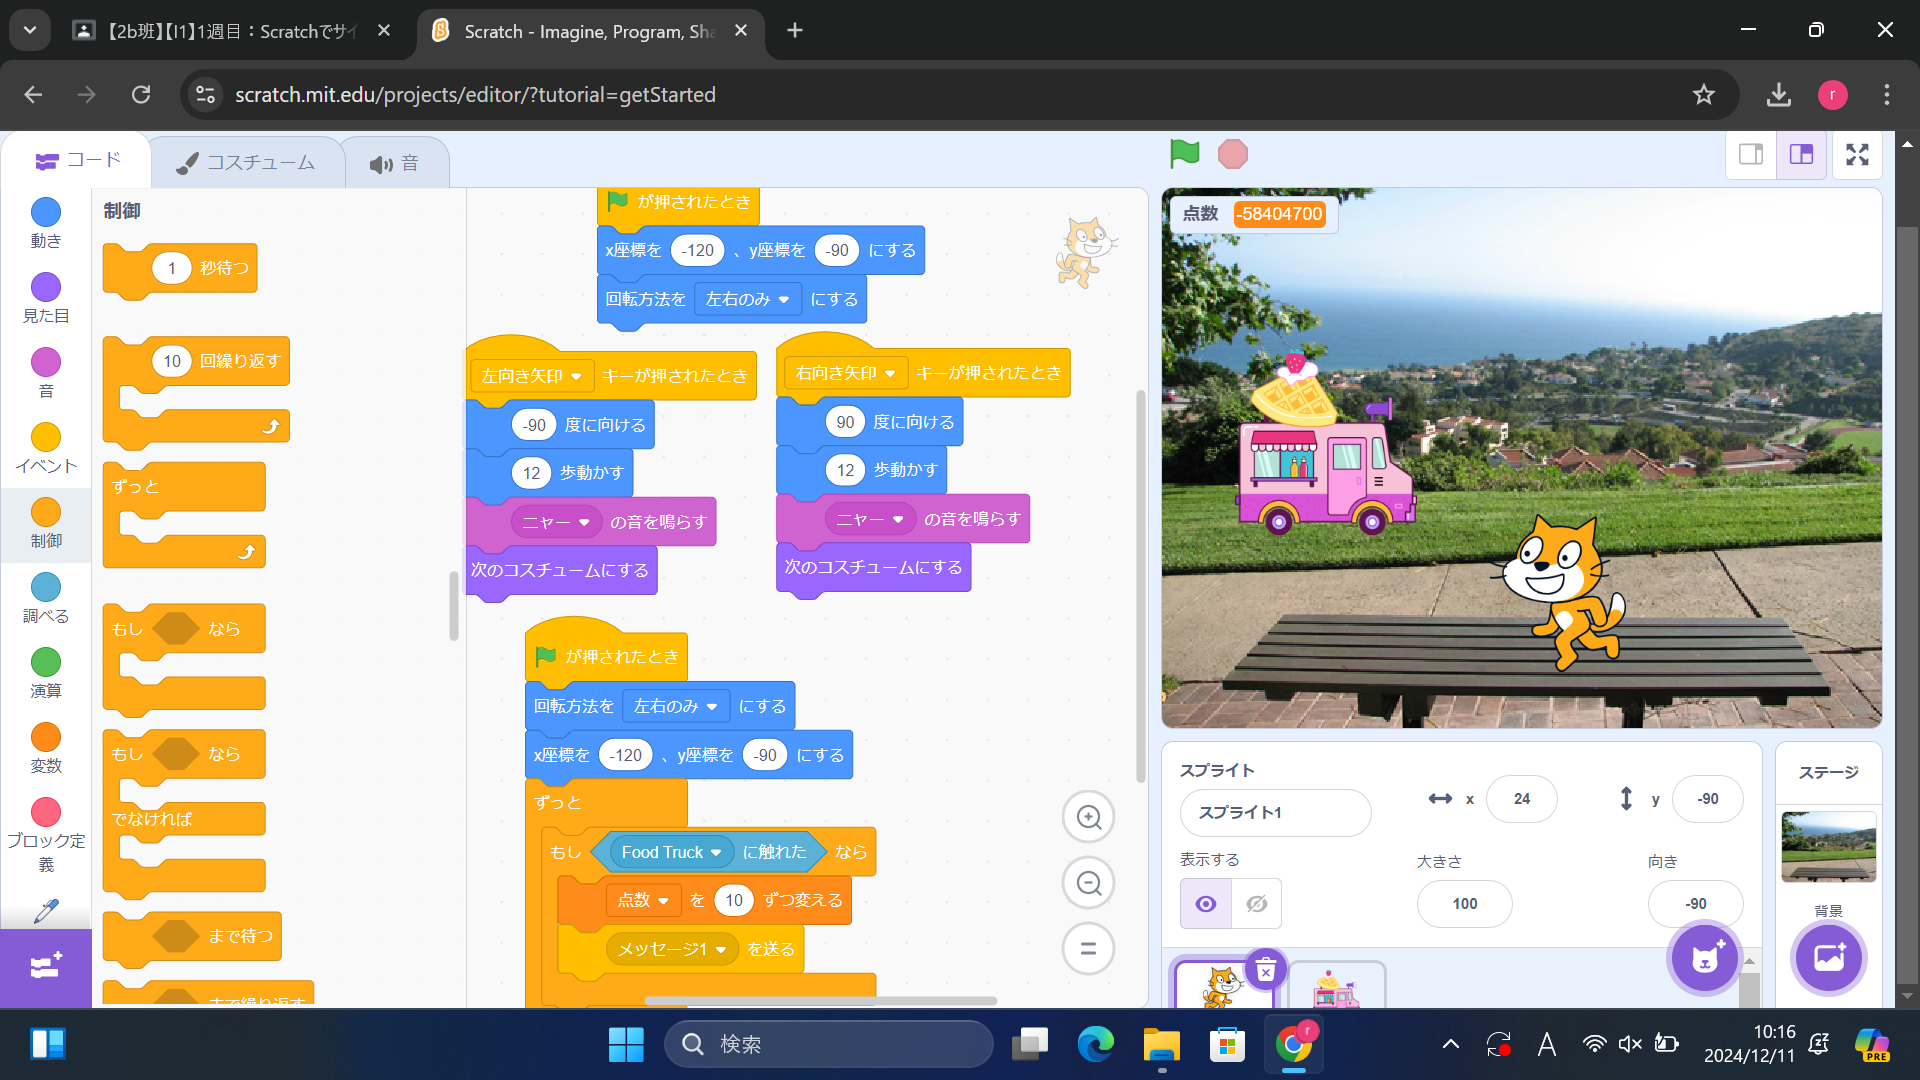 【2b班】【I1】1週目：Scratchでサイ
Scratch - Imagine, Program, Sha
scratch.mit.edu/projects/editor/?tutorial=getStarted
r
コード
コスチューム
音
動き
見た目
音
イベント
制御
調べる
演算
変数
ブロック定義
制御
1 秒待つ
10 回繰り返す
ずっと
もし なら
もし なら
でなければ
まで待つ
まで繰り返す
が押されたとき
x座標を -120 、y座標を -90 にする
回転方法を 左右のみ にする
左向き矢印 キーが押されたとき
-90 度に向ける
12 歩動かす
ニャー の音を鳴らす
次のコスチュームにする
右向き矢印 キーが押されたとき
90 度に向ける
12 歩動かす
ニャー の音を鳴らす
次のコスチュームにする
が押されたとき
回転方法を 左右のみ にする
x座標を -120 、y座標を -90 にする
ずっと
もし Food Truck に触れた なら
点数 を 10 ずつ変える
メッセージ1 を送る
点数 -58404700
スプライト
スプライト1
x 24
y -90
表示する
大きさ
100
向き
-90
ステージ
背景
検索
r
A
10:16
2024/12/11
PRE